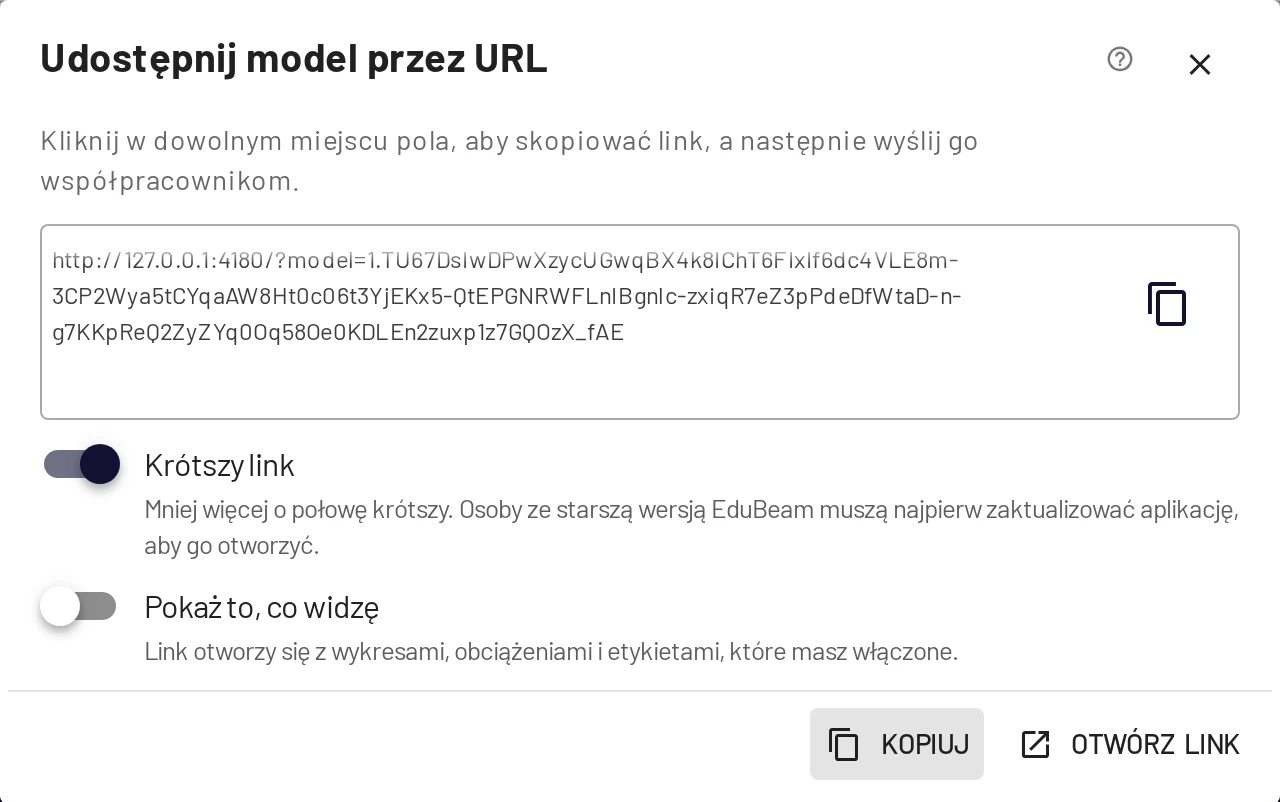 Udostępnij model przez URL
Kliknij w dowolnym miejscu pola, aby skopiować link, a następnie wyślij go
współpracownikom.
http://127.0.0.1:4180/?model=1.TU67DsIwDPwXzycUGwqBX4k8IChT6FIxIf6dc4VLE8m-
3CP2Wya5tCYqaAW8Ht0c06t3YjEKx5-QtEPGNRWFLnIBgnIc-zxiqR7eZ3pPdeDfWtaD-n-
g7KKpReQ2ZyZYq0Oq58Oe0KDLEn2zuxp1z7GQOzX_fAE
Krótszy link
Mniej więcej o połowę krótszy. Osoby ze starszą wersją EduBeam muszą najpierw zaktualizować aplikację,
aby go otworzyć.
Pokaż to, co widzę
Link otworzy się z wykresami, obciążeniami i etykietami, które masz włączone.
KOPIUJ
OTWÓRZ LINK